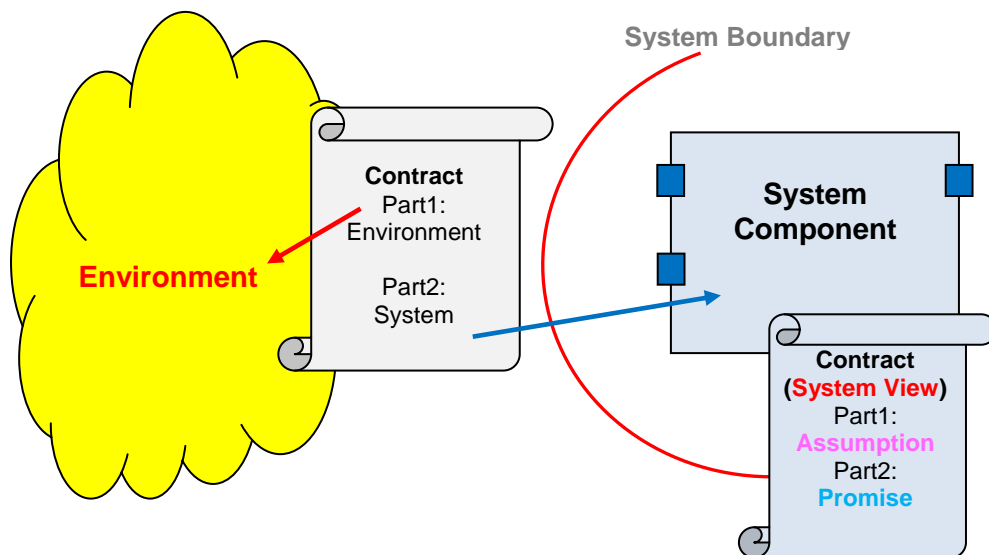 System Boundary
Contract
Part1:
Environment
Part2:
System
Environment
System
Component
Contract
(System View)
Part1:
Assumption
Part2:
Promise